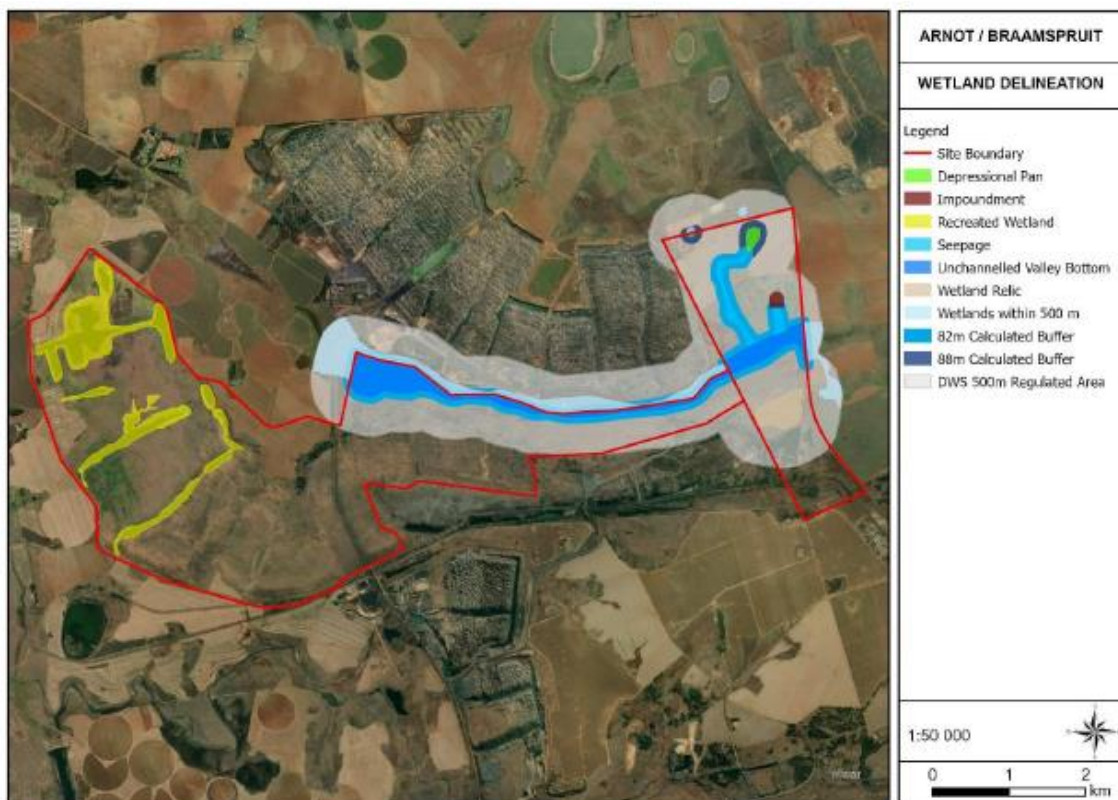 ARNOT / BRAAMSPRUIT
WETLAND DELINEATION
Legend
Site Boundary
Depressional Pan
Impoundment
Recreated Wetland
Seepage
Unchannelled Valley Bottom
Wetland Relic
Wetlands within 500 m
82m Calculated Buffer
88m Calculated Buffer
DWS 500m Regulated Area
1:50 000
0 1 2
km